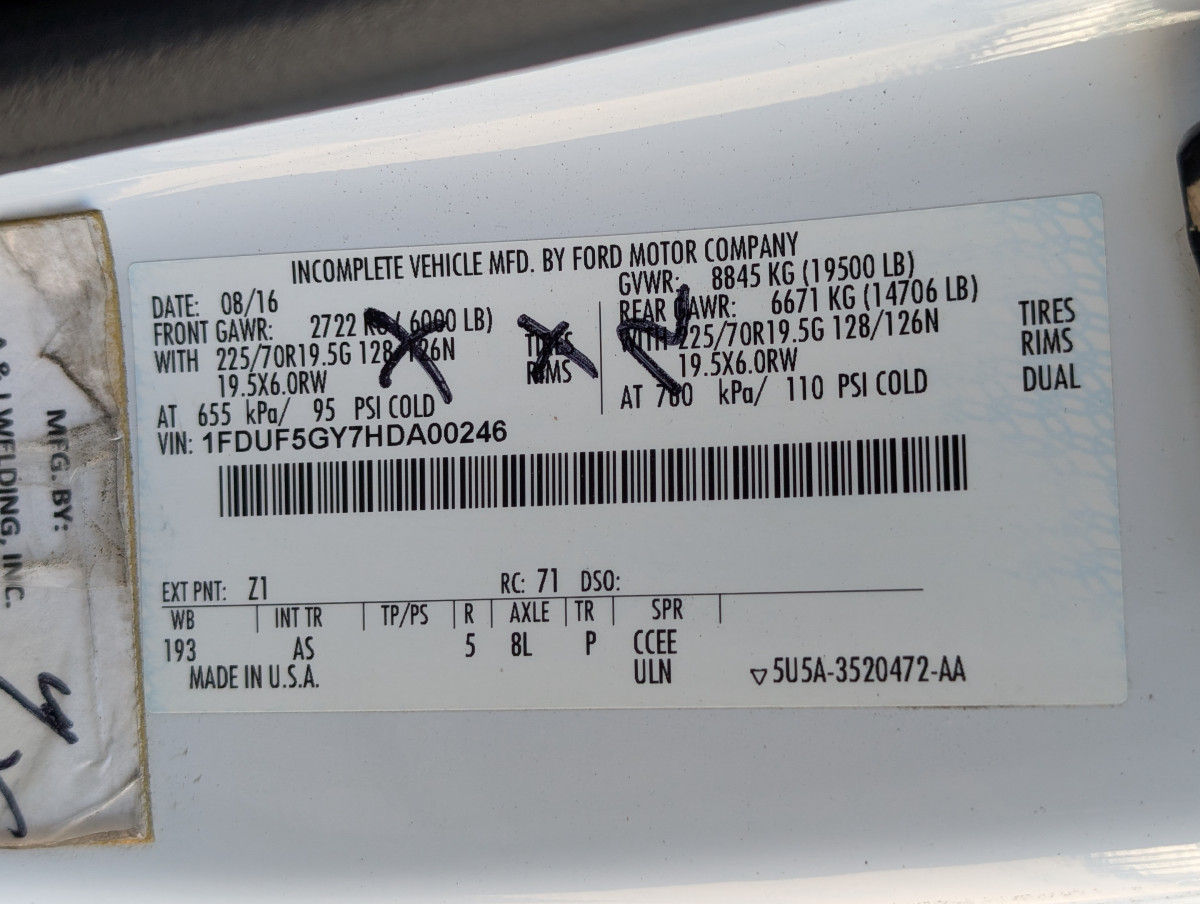 INCOMPLETE VEHICLE MFD. BY FORD MOTOR COMPANY
DATE: 08/16
GVWR: 8845 KG (19500 LB)
FRONT GAWR: 2722 KG ( 6000 LB)
REAR GAWR: 6671 KG (14706 LB)
WITH 225/70R19.5G 128/126N TIRES
WITH 225/70R19.5G 128/126N TIRES
19.5X6.0RW RIMS
19.5X6.0RW RIMS
AT 655 kPa/ 95 PSI COLD
AT 760 kPa/ 110 PSI COLD DUAL
VIN: 1FDUF5GY7HDA00246
EXT PNT: Z1 RC: 71 DSO:
WB INT TR TP/PS R AXLE TR SPR
193 AS 5 8L P CCEE
MADE IN U.S.A. ULN 5U5A-3520472-AA
MFG. BY:
WELDING, INC.